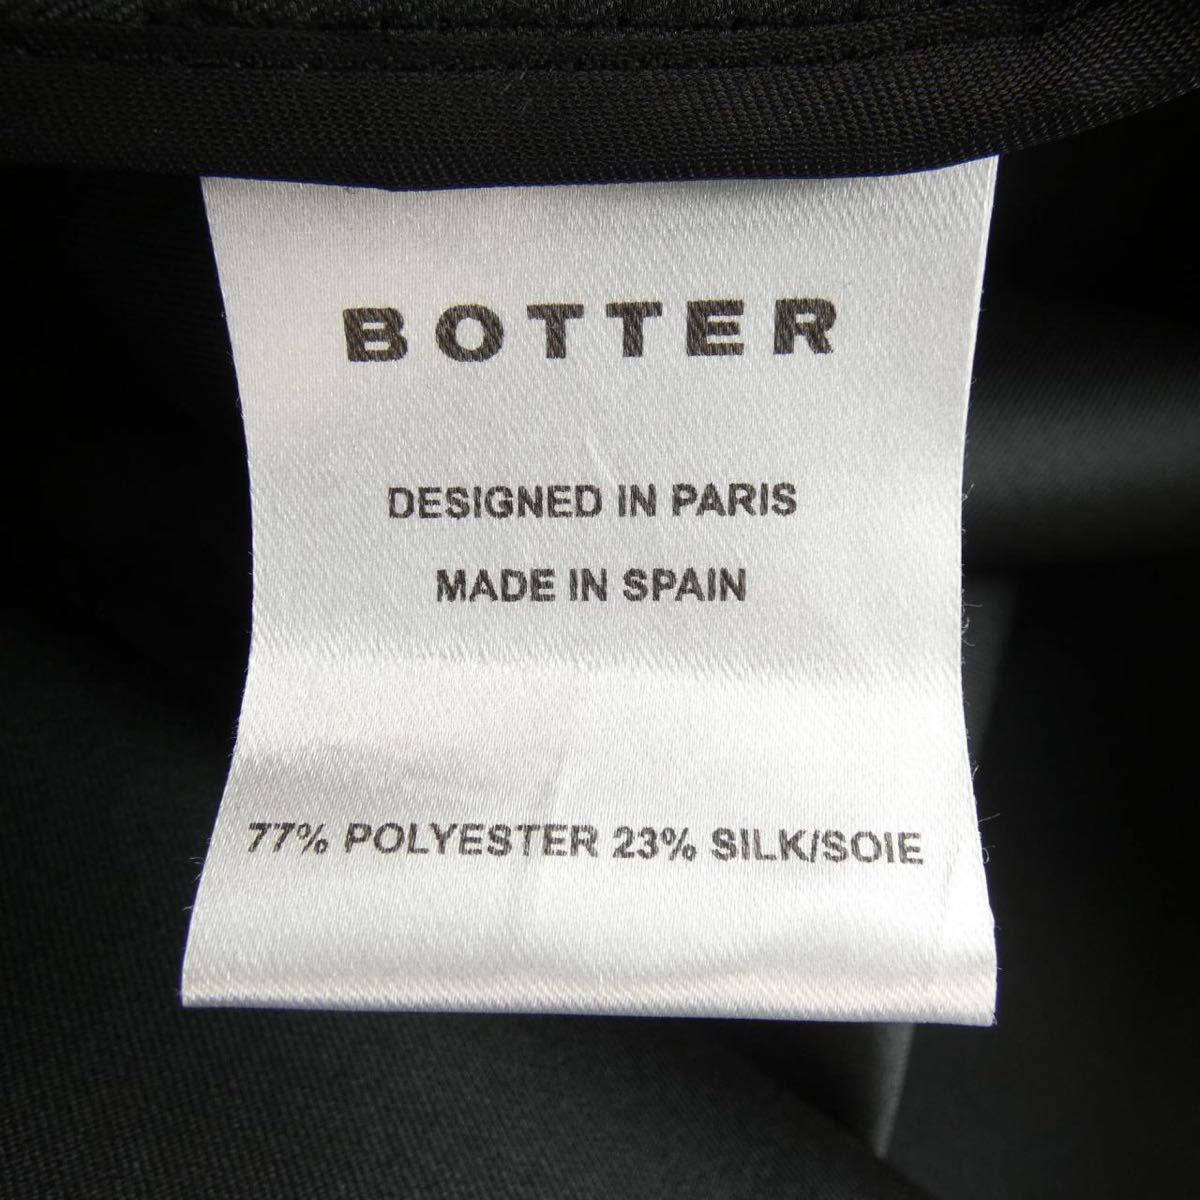 BOTTER
DESIGNED IN PARIS
MADE IN SPAIN
77% POLYESTER 23% SILK/SOIE